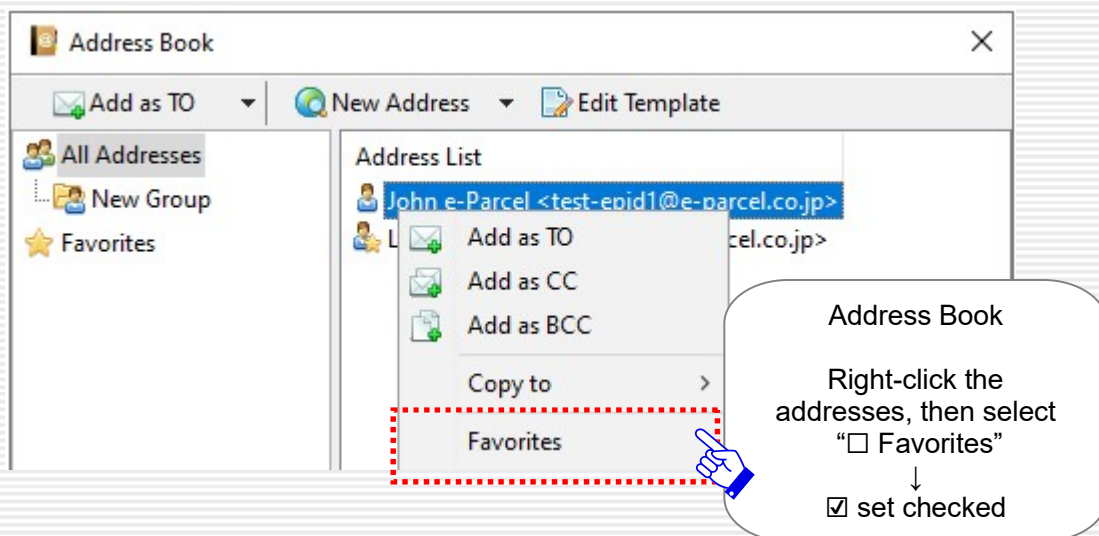 Address Book
Add as TO New Address Edit Template
All Addresses
New Group
Favorites
Address List
John e-Parcel <test-epid1@e-parcel.co.jp>
L cel.co.jp>
Add as TO
Add as CC
Add as BCC
Copy to
Favorites
Address Book
Right-click the
addresses, then select
“☐ Favorites”
↓
☑ set checked